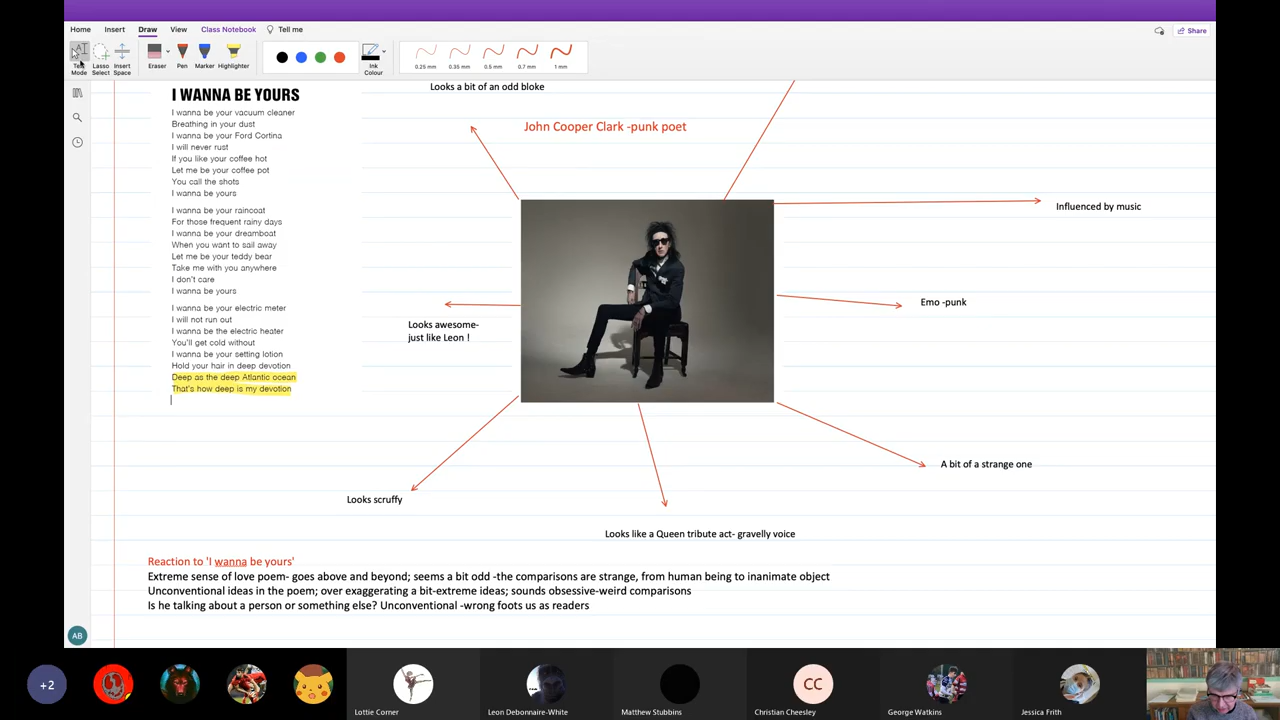 Home Insert Draw View Class Notebook Tell me
Share
Text Mode
Lasso Select
Insert Space
Eraser
Pen
Marker
Highlighter
Ink Colour
0.25 mm 0.35 mm 0.5 mm 0.7 mm 1 mm
I WANNA BE YOURS
I wanna be your vacuum cleaner
Breathing in your dust
I wanna be your Ford Cortina
I will never rust
If you like your coffee hot
Let me be your coffee pot
You call the shots
I wanna be yours
I wanna be your raincoat
For those frequent rainy days
I wanna be your dreamboat
When you want to sail away
Let me be your teddy bear
Take me with you anywhere
I don't care
I wanna be yours
I wanna be your electric meter
I will not run out
I wanna be the electric heater
You'll get cold without
I wanna be your setting lotion
Hold your hair in deep devotion
Deep as the deep Atlantic ocean
That's how deep is my devotion
Looks a bit of an odd bloke
John Cooper Clark -punk poet
Influenced by music
Emo -punk
Looks awesome-
just like Leon !
A bit of a strange one
Looks scruffy
Looks like a Queen tribute act- gravelly voice
Reaction to 'I wanna be yours'
Extreme sense of love poem- goes above and beyond; seems a bit odd -the comparisons are strange, from human being to inanimate object
Unconventional ideas in the poem; over exaggerating a bit-extreme ideas; sounds obsessive-weird comparisons
Is he talking about a person or something else? Unconventional -wrong foots us as readers
AB
+2
CC
Lottie Corner
Leon Debonnaire-White
Matthew Stubbins
Christian Cheesley
George Watkins
Jessica Frith